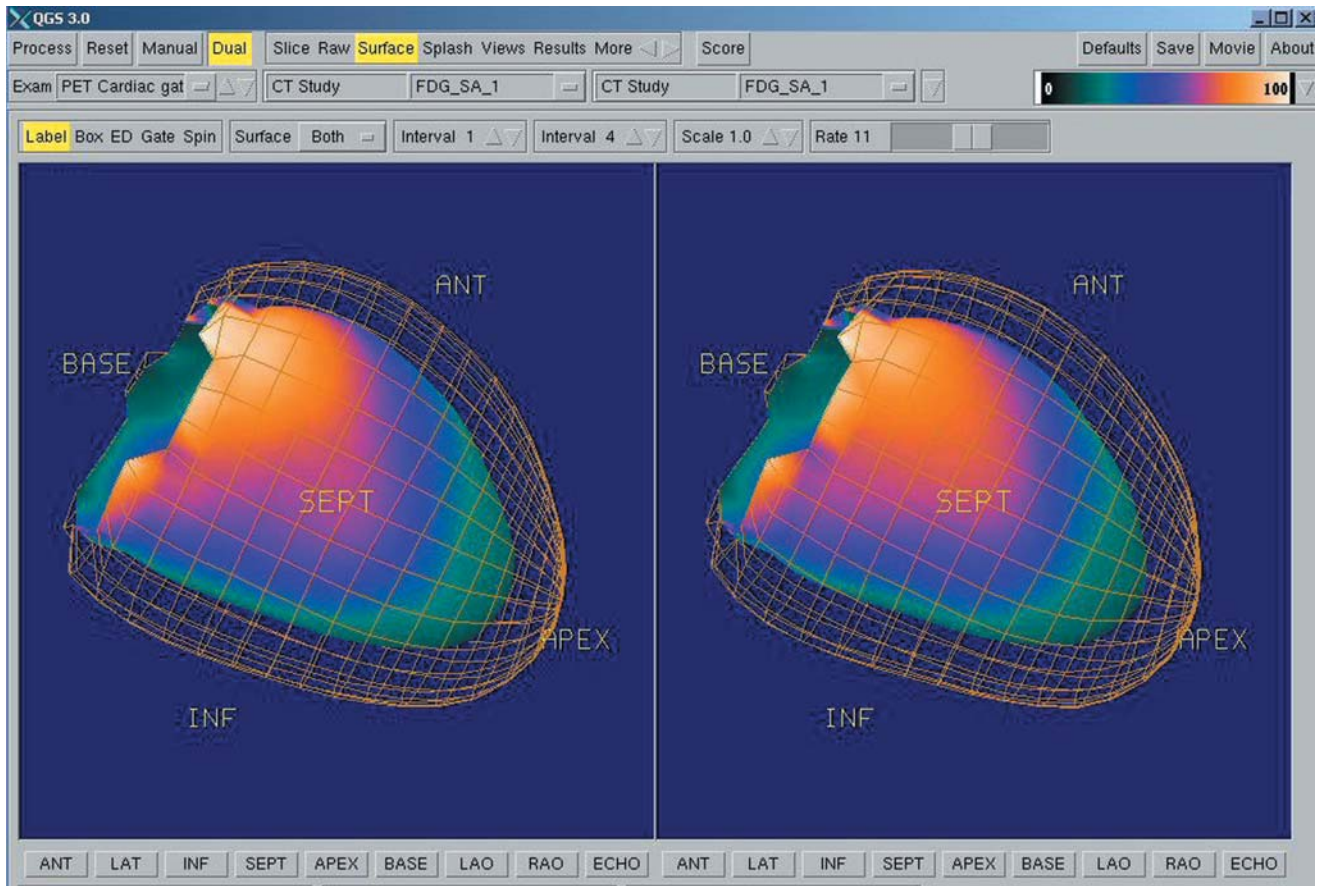 QGS 3.0
Process Reset Manual Dual Slice Raw Surface Splash Views Results More Score Defaults Save Movie About
Exam PET Cardiac gat CT Study FDG_SA_1 CT Study FDG_SA_1 0 100
Label Box ED Gate Spin Surface Both Interval 1 Interval 4 Scale 1.0 Rate 11
ANT ANT
BASE BASE
SEPT SEPT
APEX APEX
INF INF
ANT LAT INF SEPT APEX BASE LAO RAO ECHO ANT LAT INF SEPT APEX BASE LAO RAO ECHO